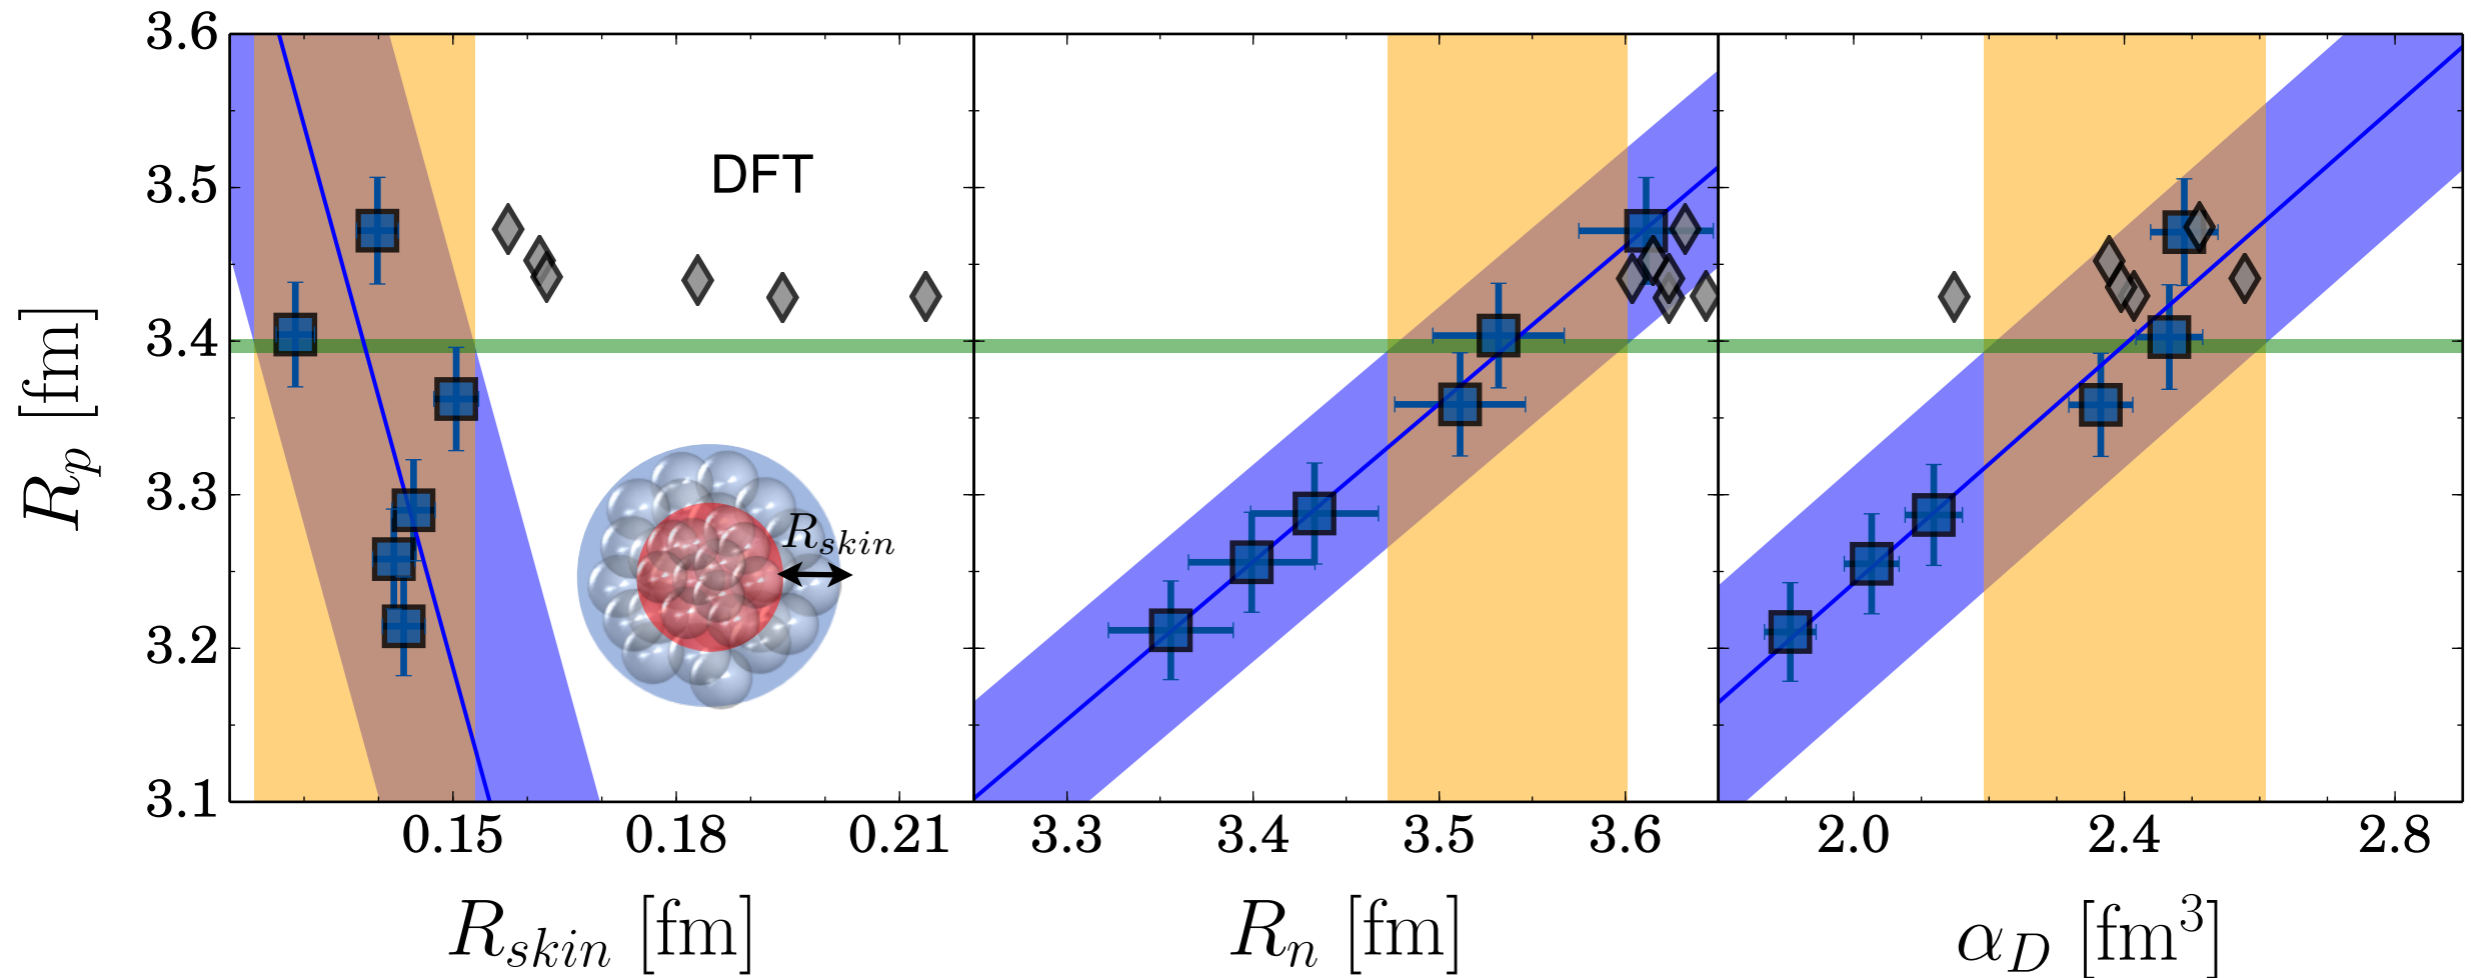 3.6
3.5
3.4
3.3
3.2
3.1
R_p [fm]
DFT
R_skin
0.15 0.18 0.21
3.3 3.4 3.5 3.6
2.0 2.4 2.8
R_skin [fm]
R_n [fm]
α_D [fm³]